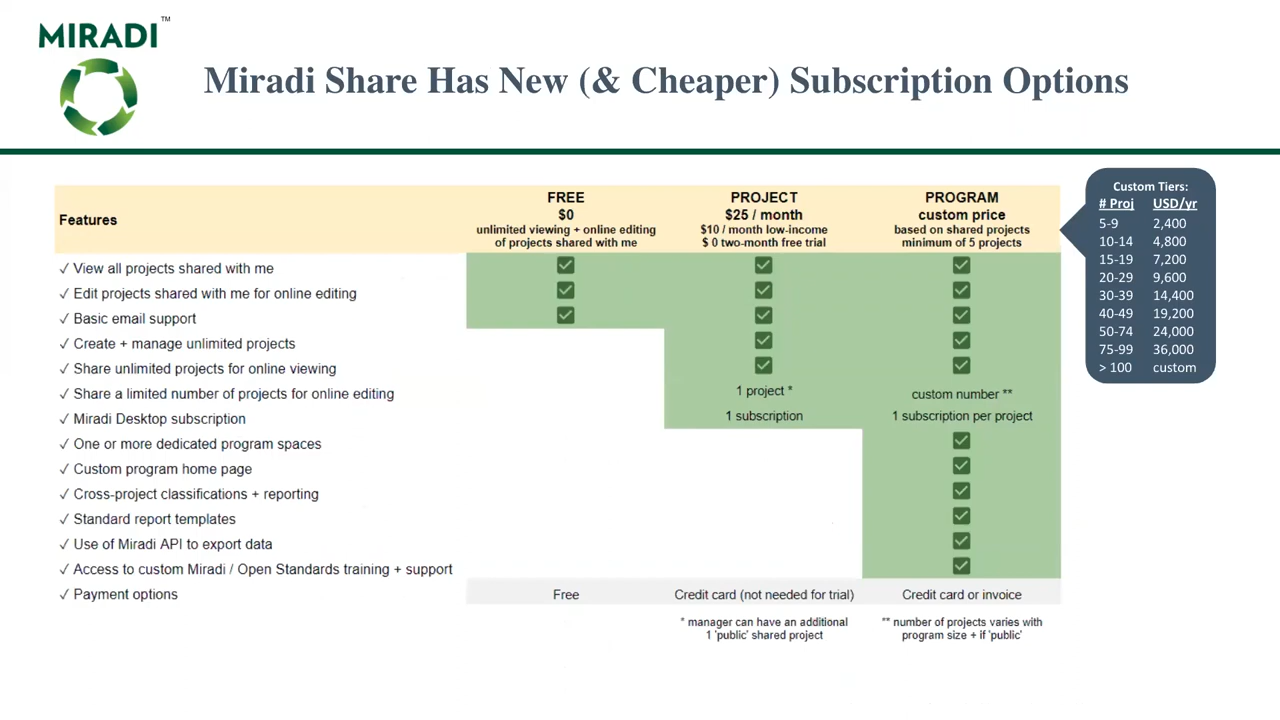 MIRADI™
Miradi Share Has New (& Cheaper) Subscription Options
Features
FREE
$0
unlimited viewing + online editing
of projects shared with me
PROJECT
$25 / month
$10 / month low-income
$ 0 two-month free trial
PROGRAM
custom price
based on shared projects
minimum of 5 projects
Custom Tiers:
# Proj USD/yr
5-9 2,400
10-14 4,800
15-19 7,200
20-29 9,600
30-39 14,400
40-49 19,200
50-74 24,000
75-99 36,000
> 100 custom
✓ View all projects shared with me
✓ Edit projects shared with me for online editing
✓ Basic email support
✓ Create + manage unlimited projects
✓ Share unlimited projects for online viewing
✓ Share a limited number of projects for online editing 1 project * custom number **
✓ Miradi Desktop subscription 1 subscription 1 subscription per project
✓ One or more dedicated program spaces
✓ Custom program home page
✓ Cross-project classifications + reporting
✓ Standard report templates
✓ Use of Miradi API to export data
✓ Access to custom Miradi / Open Standards training + support
✓ Payment options Free Credit card (not needed for trial) Credit card or invoice
* manager can have an additional
1 'public' shared project
** number of projects varies with
program size + if 'public'